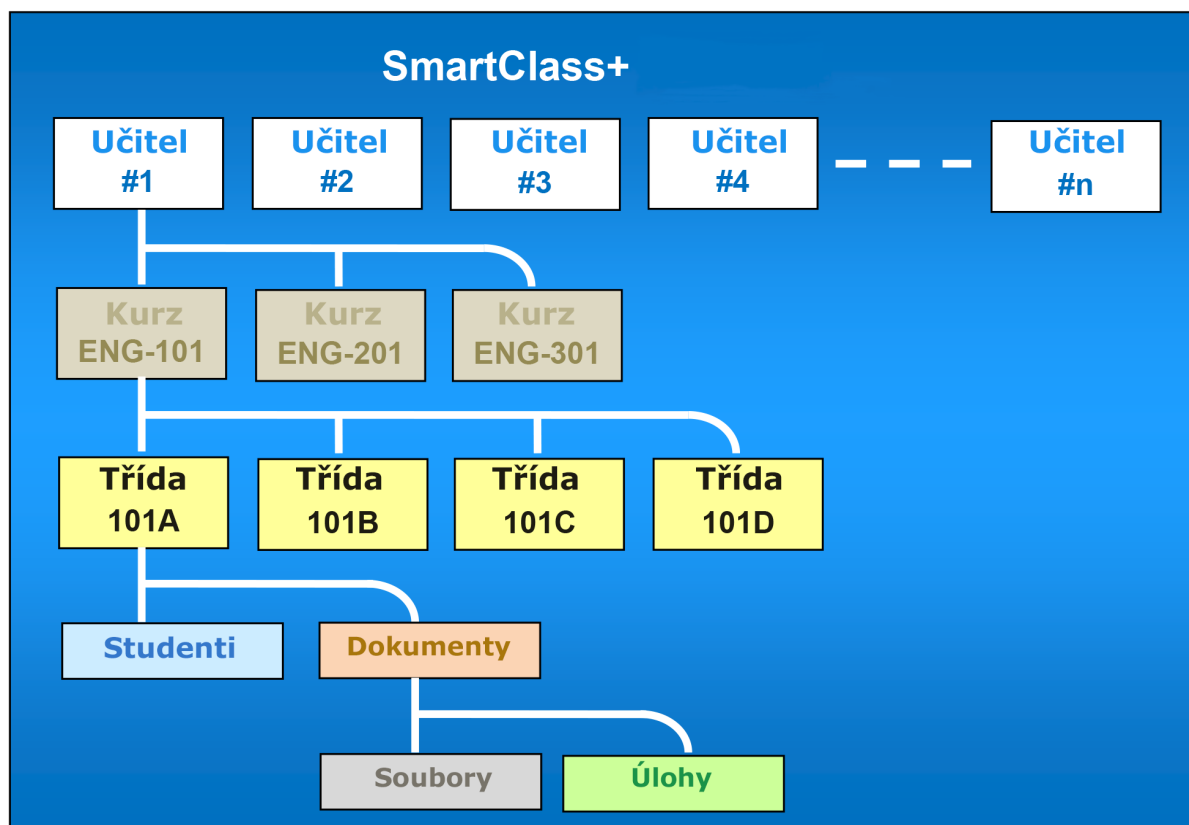 SmartClass+
Učitel
#1
Učitel
#2
Učitel
#3
Učitel
#4
Učitel
#n
Kurz
ENG-101
Kurz
ENG-201
Kurz
ENG-301
Třída
101A
Třída
101B
Třída
101C
Třída
101D
Studenti
Dokumenty
Soubory
Úlohy